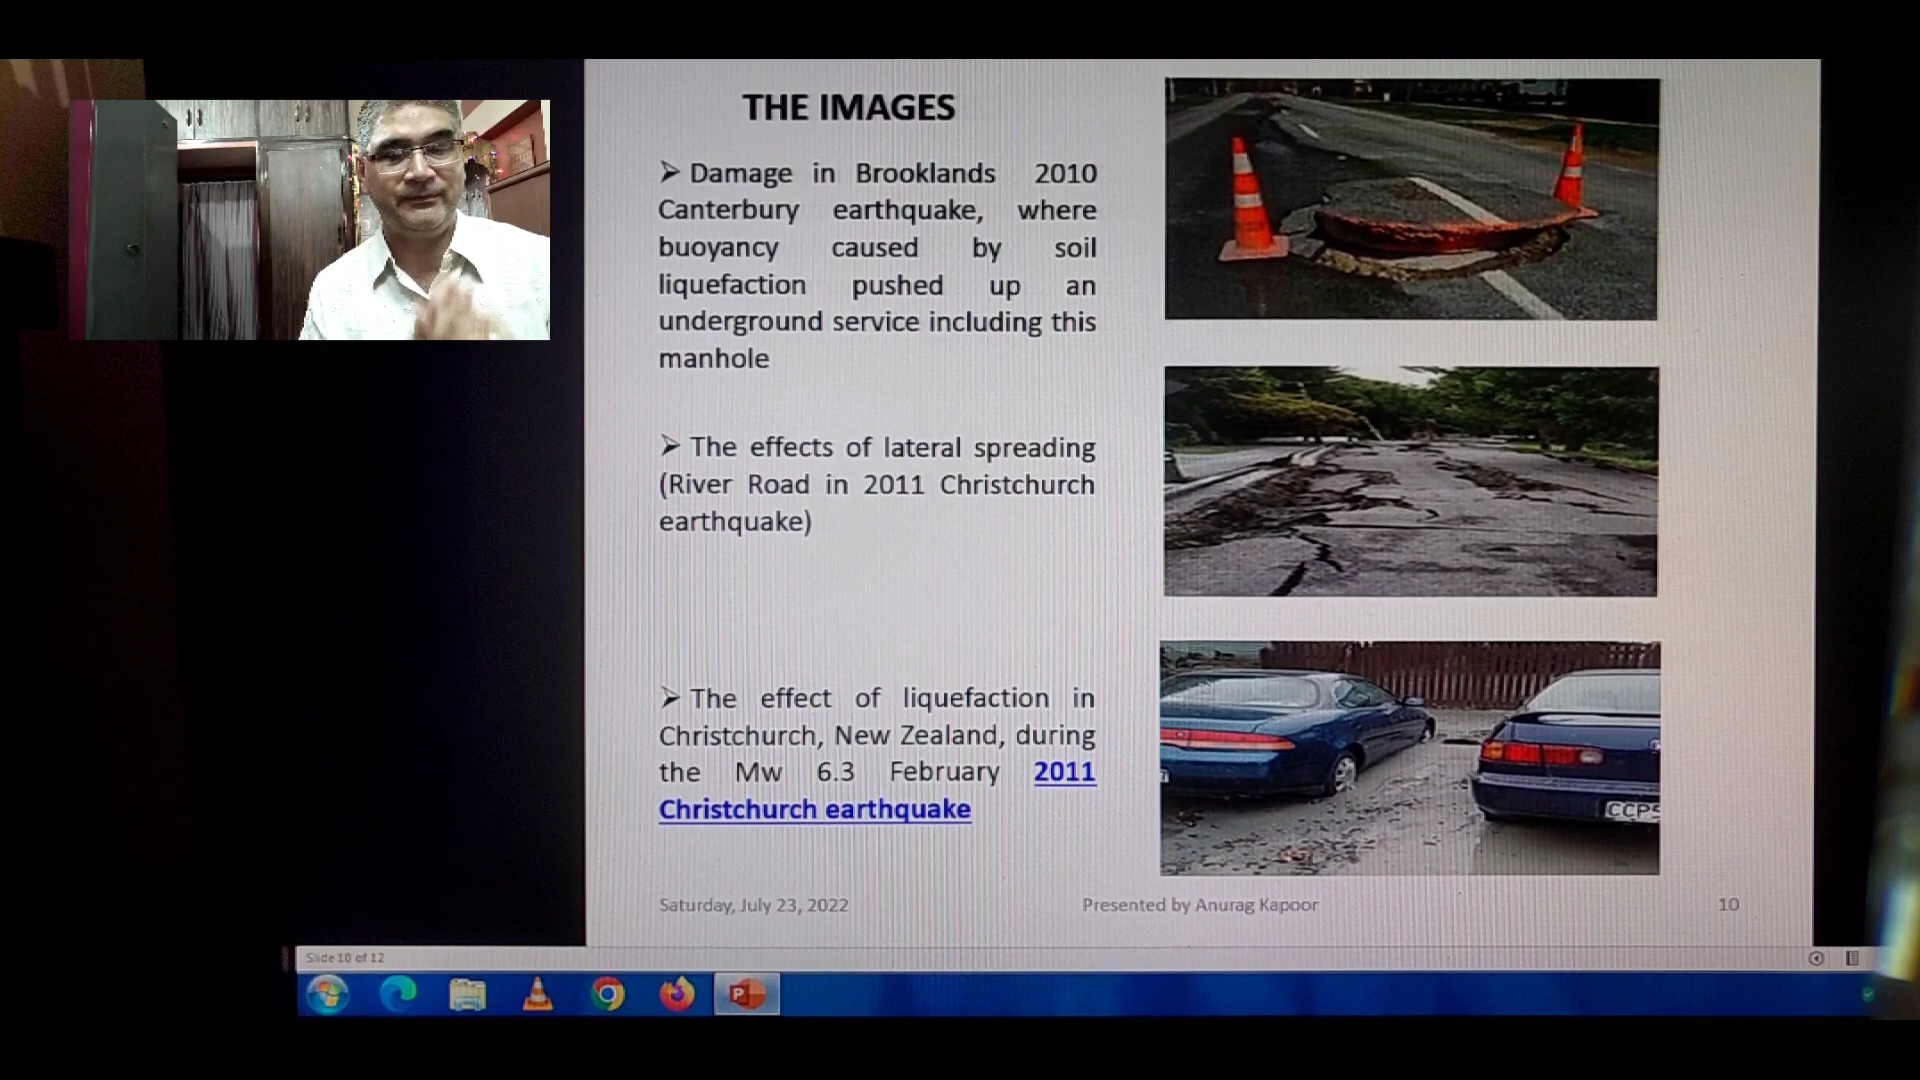 THE IMAGES
➢ Damage in Brooklands 2010
Canterbury earthquake, where
buoyancy caused by soil
liquefaction pushed up an
underground service including this
manhole
➢ The effects of lateral spreading
(River Road in 2011 Christchurch
earthquake)
➢ The effect of liquefaction in
Christchurch, New Zealand, during
the Mw 6.3 February 2011
Christchurch earthquake
CCP
Saturday, July 23, 2022
Presented by Anurag Kapoor
10
Slide 10 of 12